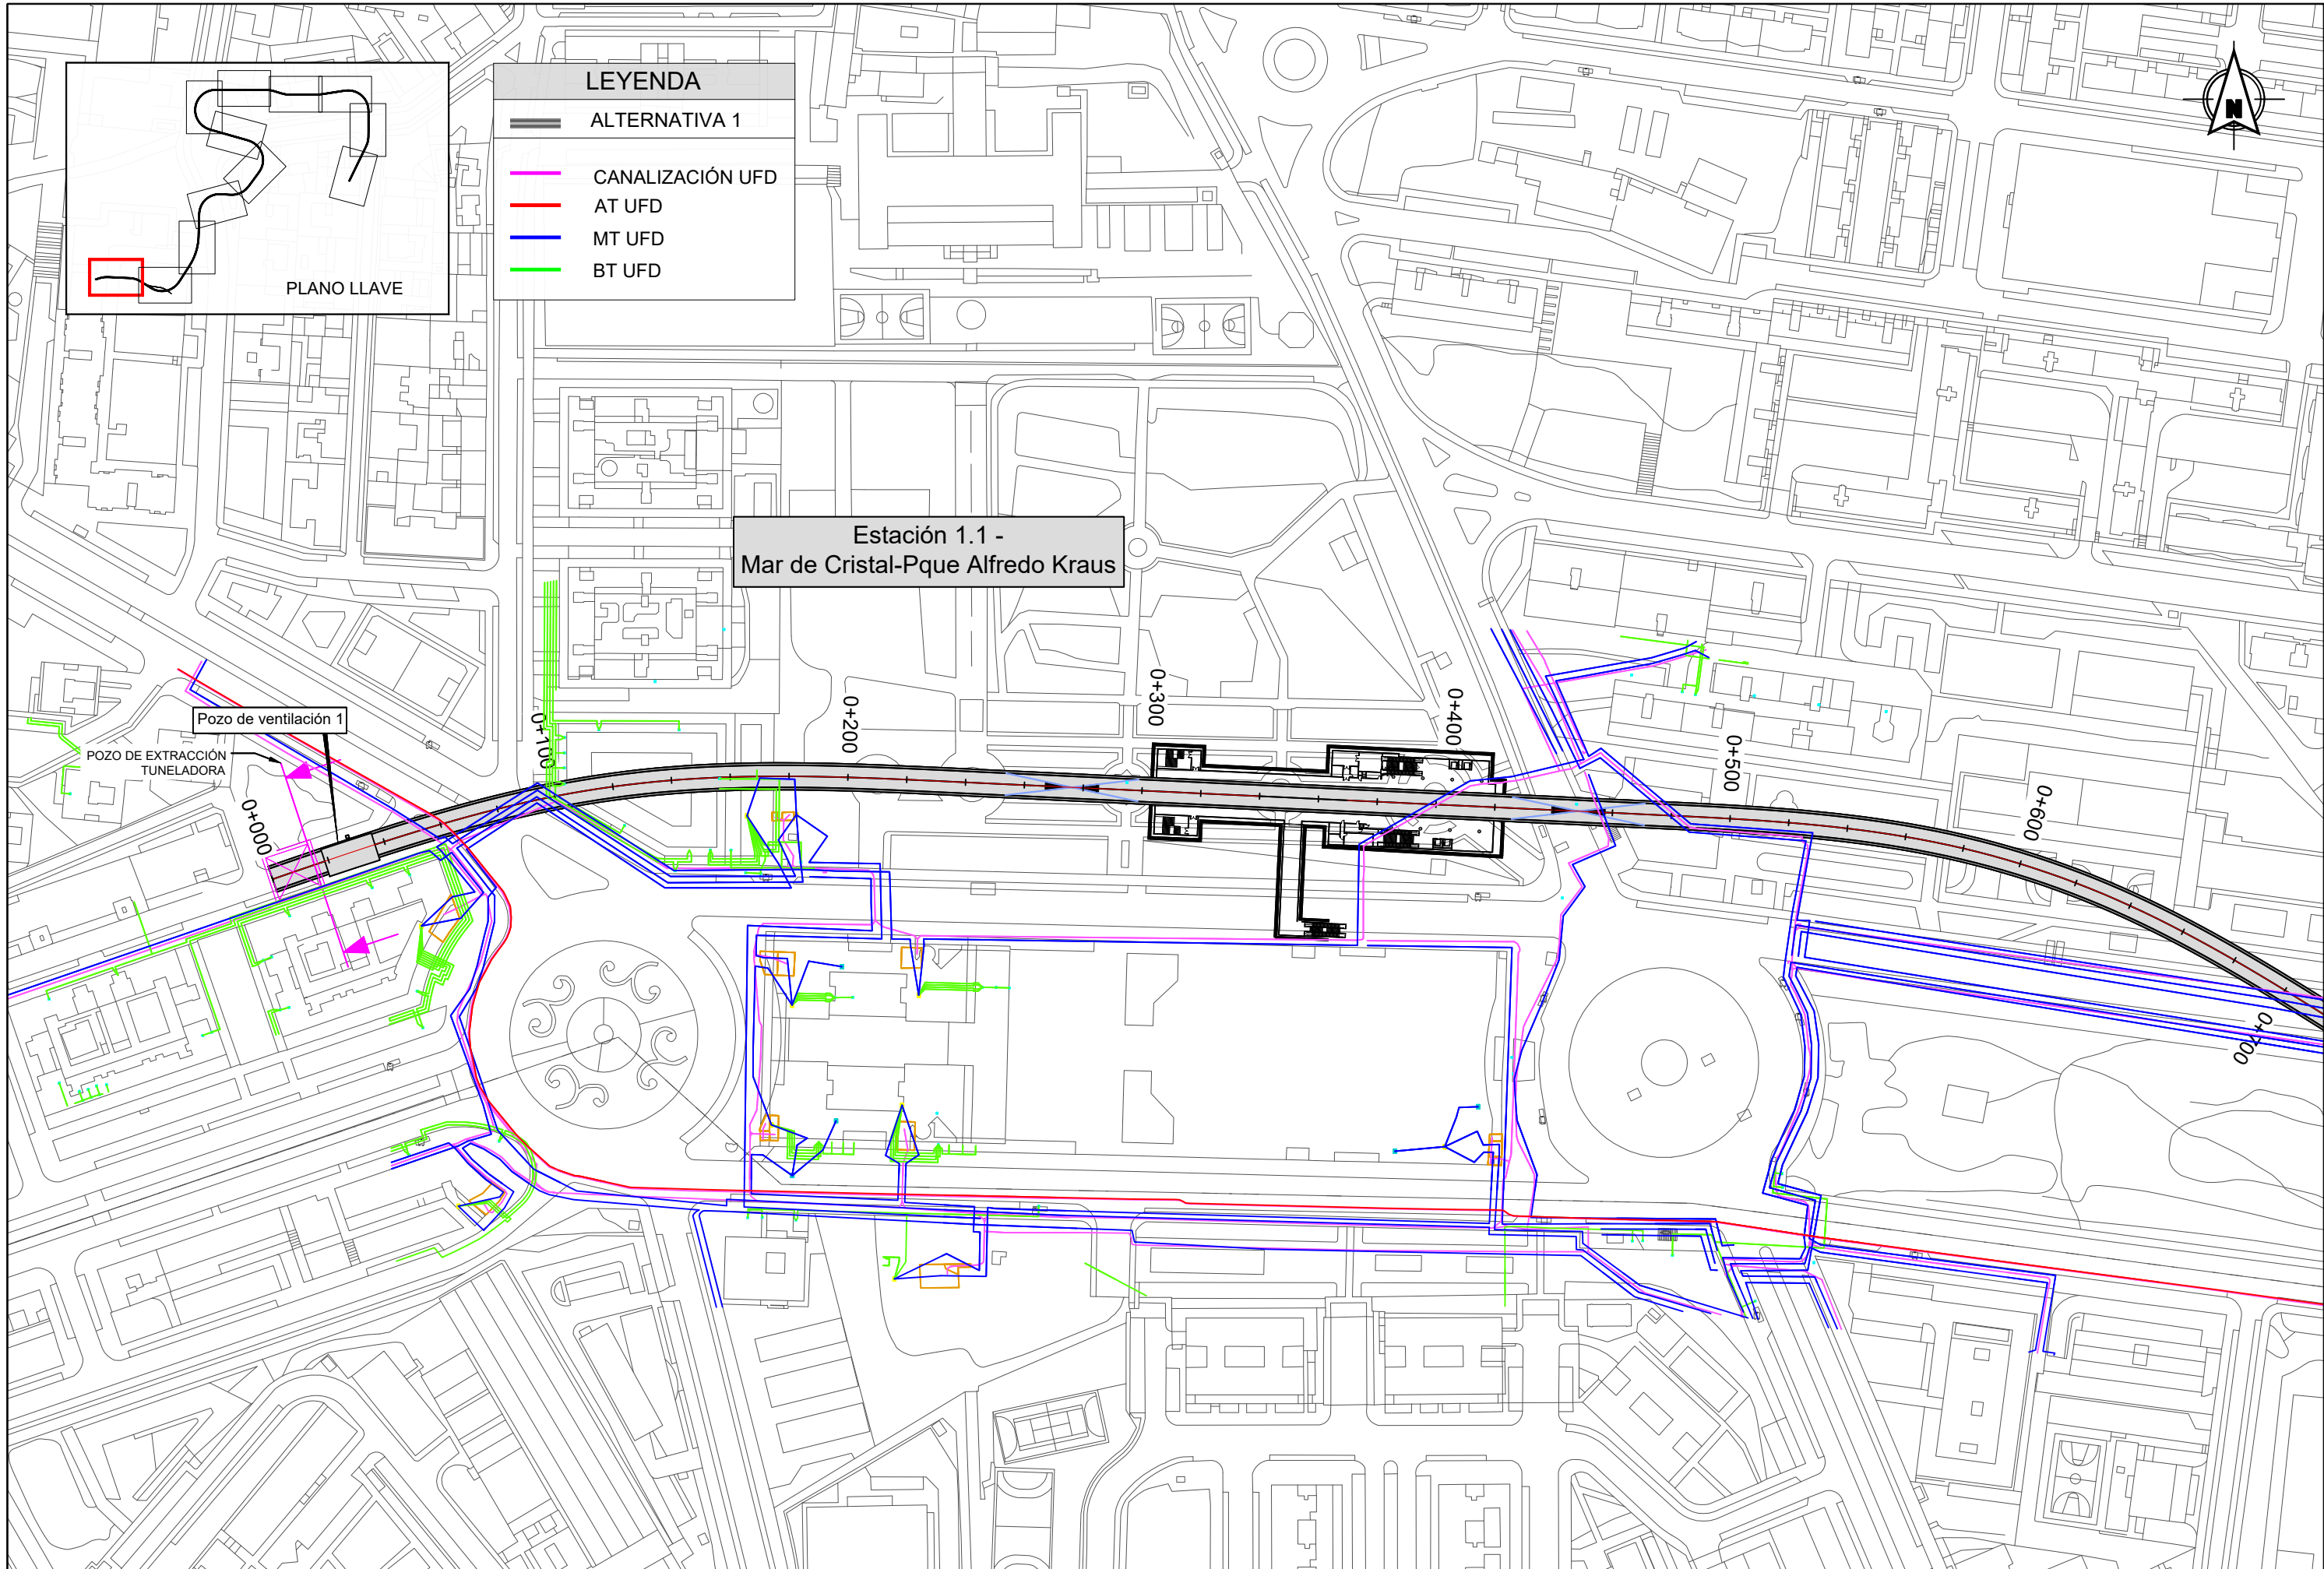 LEYENDA
ALTERNATIVA 1
CANALIZACIÓN UFD
AT UFD
MT UFD
BT UFD
PLANO LLAVE
N
Estación 1.1 -
Mar de Cristal-Pque Alfredo Kraus
Pozo de ventilación 1
POZO DE EXTRACCIÓN
TUNELADORA
0+000
0+100
0+200
0+300
0+400
0+500
0+600
0+700